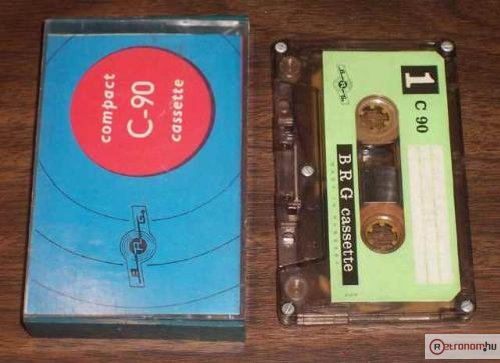 compact
C-90
cassette
B R G
1
C 90
B R G
B R G cassette
Retronom.hu